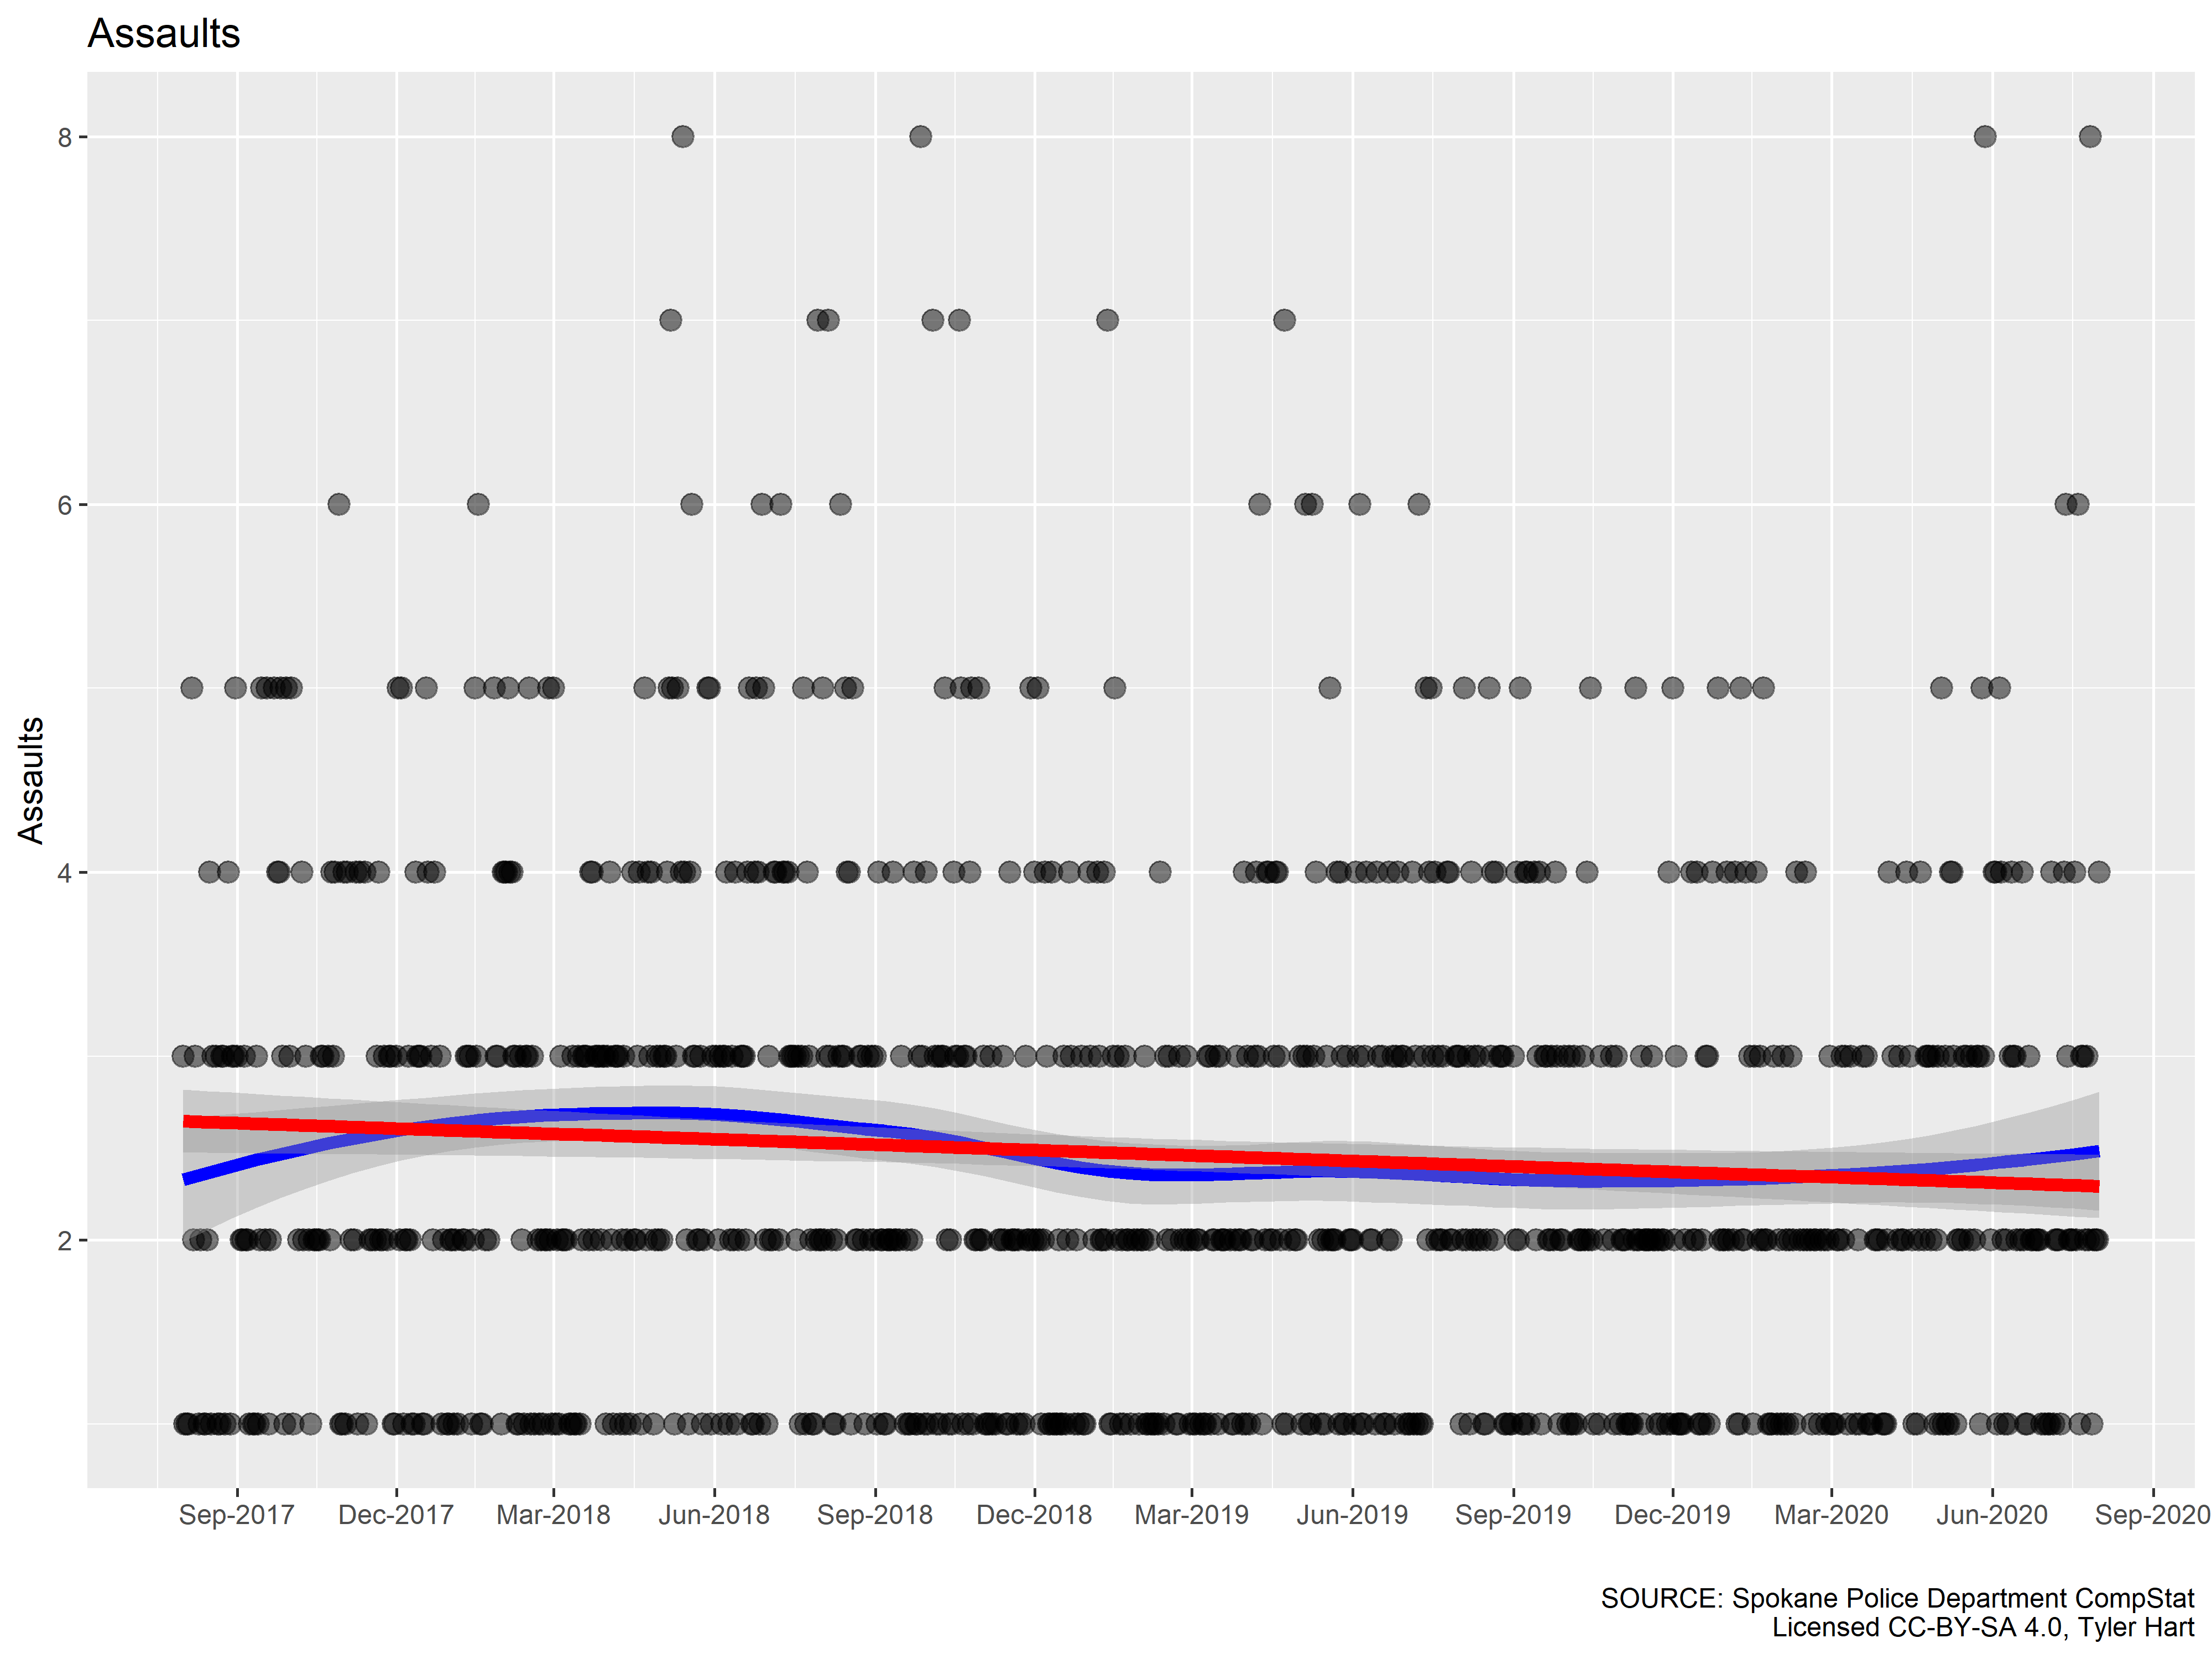 Assaults
Assaults
8
6
4
2
Sep-2017 Dec-2017 Mar-2018 Jun-2018 Sep-2018 Dec-2018 Mar-2019 Jun-2019 Sep-2019 Dec-2019 Mar-2020 Jun-2020 Sep-2020
SOURCE: Spokane Police Department CompStat
Licensed CC-BY-SA 4.0, Tyler Hart